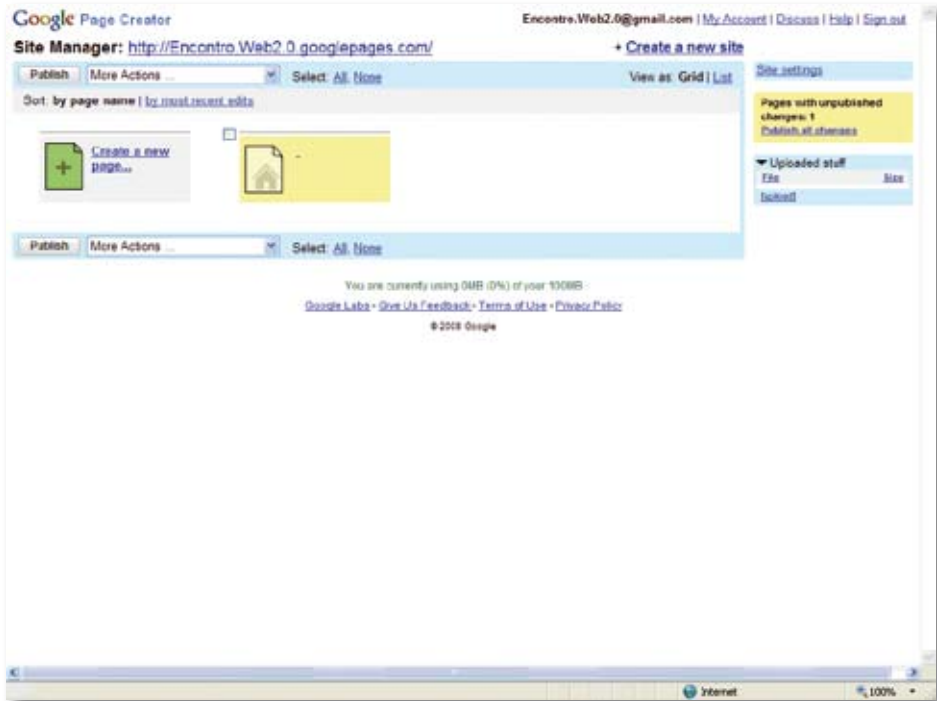 Google Page Creator
Encontro.Web2.0@gmail.com | My Account | Discuss | Help | Sign out
Site Manager: http://Encontro.Web2.0.googlepages.com/
+ Create a new site
Publish More Actions ... Select: All, None View as: Grid | List
Site settings
Sort: by page name | by most recent edits
Pages with unpublished
changes: 1
Publish all changes
Create a new
page...
-
Uploaded stuff
File Size
[upload]
Publish More Actions ... Select: All, None
You are currently using 0MB (0%) of your 100MB
Google Labs - Give Us Feedback - Terms of Use - Privacy Policy
©2008 Google
Internet 100%